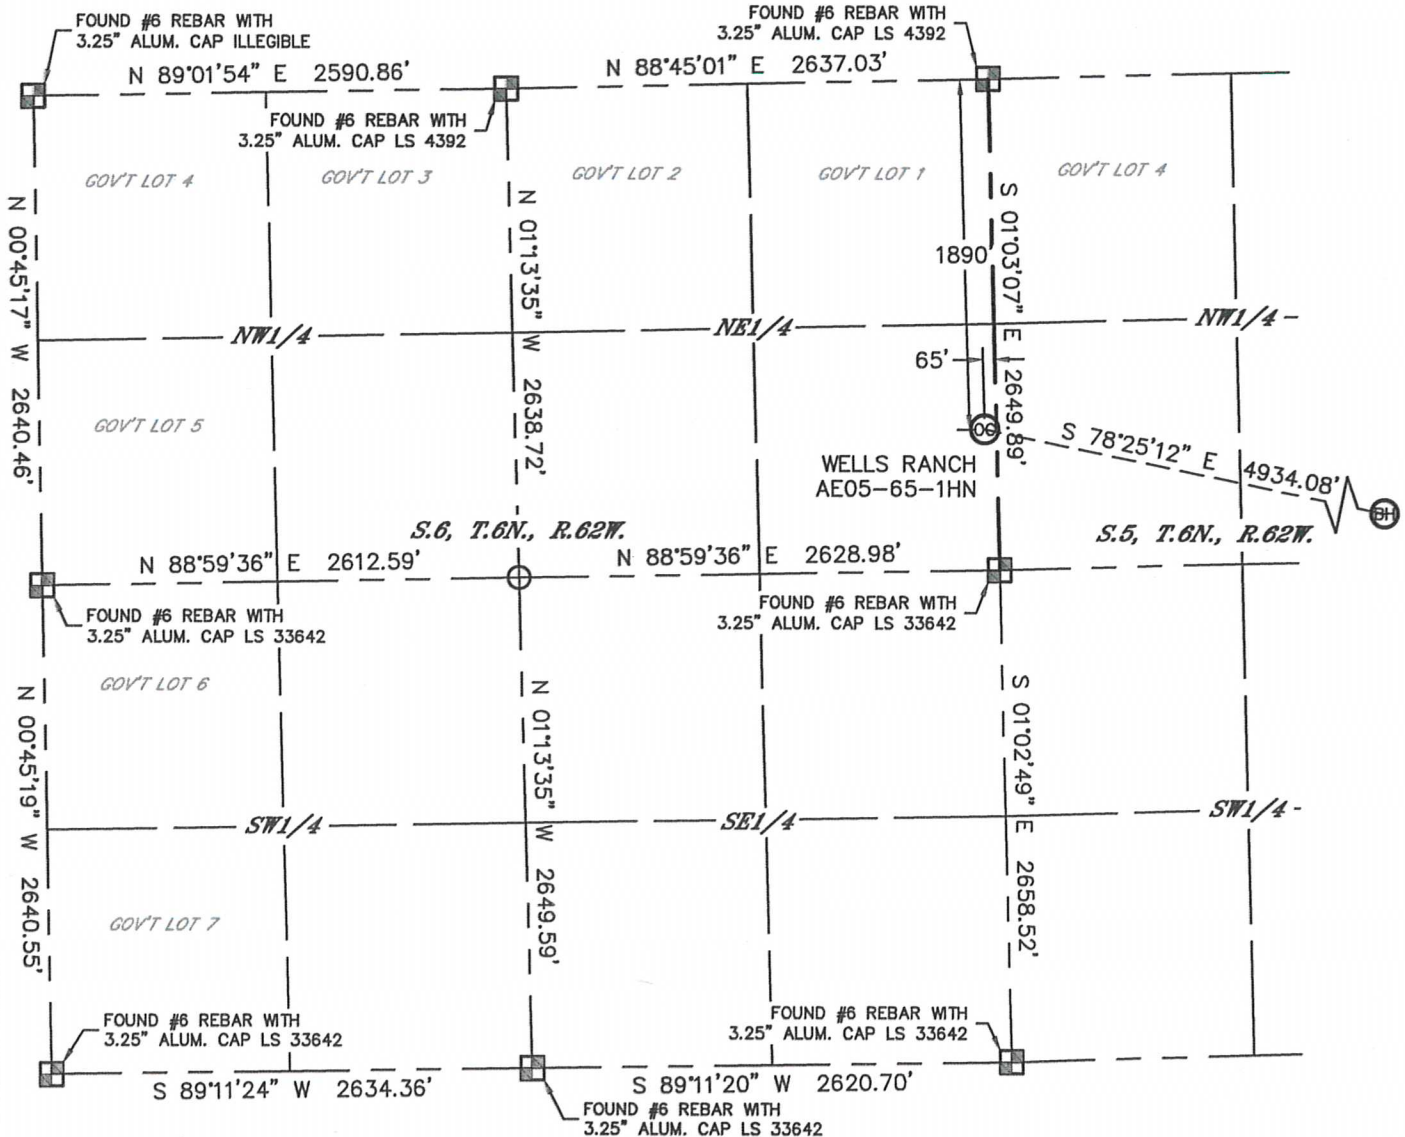 FOUND #6 REBAR WITH
3.25" ALUM. CAP ILLEGIBLE
FOUND #6 REBAR WITH
3.25" ALUM. CAP LS 4392
N 89°01'54" E 2590.86'
N 88°45'01" E 2637.03'
FOUND #6 REBAR WITH
3.25" ALUM. CAP LS 4392
GOV'T LOT 4
GOV'T LOT 3
GOV'T LOT 2
GOV'T LOT 1
GOV'T LOT 4
N 00°45'17" W 2640.46'
N 01°13'35" W 2638.72'
1890'
S 01°03'07" E 2649.89'
NW1/4
NE1/4
NW1/4
65'
GOV'T LOT 5
WELLS RANCH
AE05-65-1HN
S 78°25'12" E 4934.08'
BH
S.6, T.6N., R.62W.
S.5, T.6N., R.62W.
N 88°59'36" E 2612.59'
N 88°59'36" E 2628.98'
FOUND #6 REBAR WITH
3.25" ALUM. CAP LS 33642
FOUND #6 REBAR WITH
3.25" ALUM. CAP LS 33642
GOV'T LOT 6
N 00°45'19" W 2640.55'
N 01°13'35" W 2649.59'
S 01°02'49" E 2658.52'
SW1/4
SE1/4
SW1/4
GOV'T LOT 7
FOUND #6 REBAR WITH
3.25" ALUM. CAP LS 33642
FOUND #6 REBAR WITH
3.25" ALUM. CAP LS 33642
S 89°11'24" W 2634.36'
S 89°11'20" W 2620.70'
FOUND #6 REBAR WITH
3.25" ALUM. CAP LS 33642